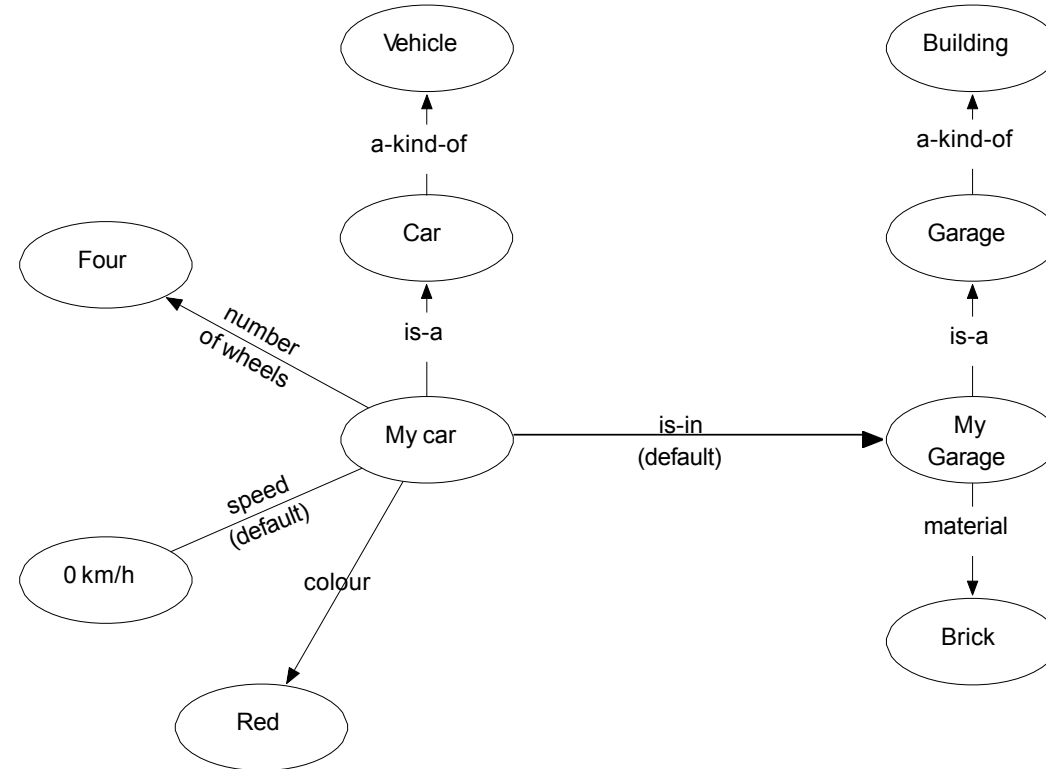 Vehicle
Building
a-kind-of
a-kind-of
Car
Garage
Four
number
of wheels
is-a
is-a
My car
is-in
(default)
My
Garage
speed
(default)
material
0 km/h
colour
Brick
Red